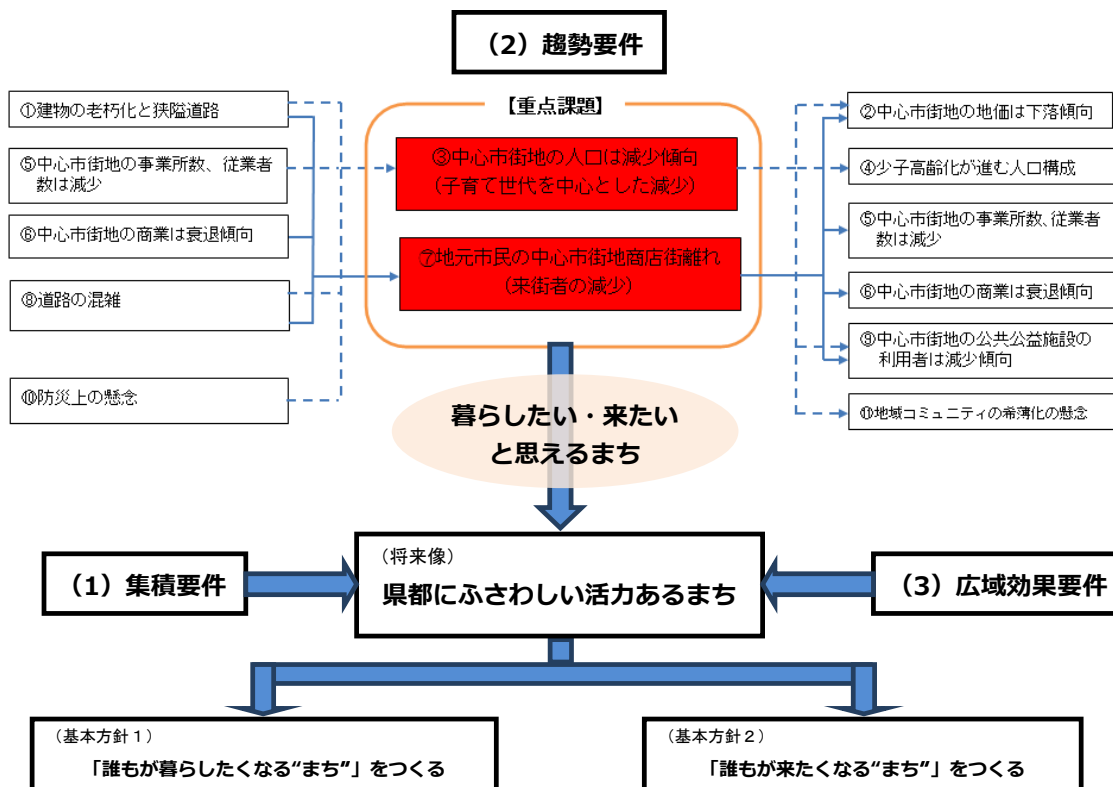 （2）趨勢要件
①建物の老朽化と狭隘道路
⑤中心市街地の事業所数、従業者
数は減少
⑥中心市街地の商業は衰退傾向
⑧道路の混雑
⑩防災上の懸念
【重点課題】
③中心市街地の人口は減少傾向
（子育て世代を中心とした減少）
⑦地元市民の中心市街地商店街離れ
（来街者の減少）
②中心市街地の地価は下落傾向
④少子高齢化が進む人口構成
⑤中心市街地の事業所数、従業者
数は減少
⑥中心市街地の商業は衰退傾向
⑨中心市街地の公共公益施設の
利用者は減少傾向
⑪地域コミュニティの希薄化の懸念
暮らしたい・来たい
と思えるまち
（1）集積要件
（将来像）
県都にふさわしい活力あるまち
（3）広域効果要件
（基本方針１）
「誰もが暮らしたくなる“まち”」をつくる
（基本方針２）
「誰もが来たくなる“まち”」をつくる